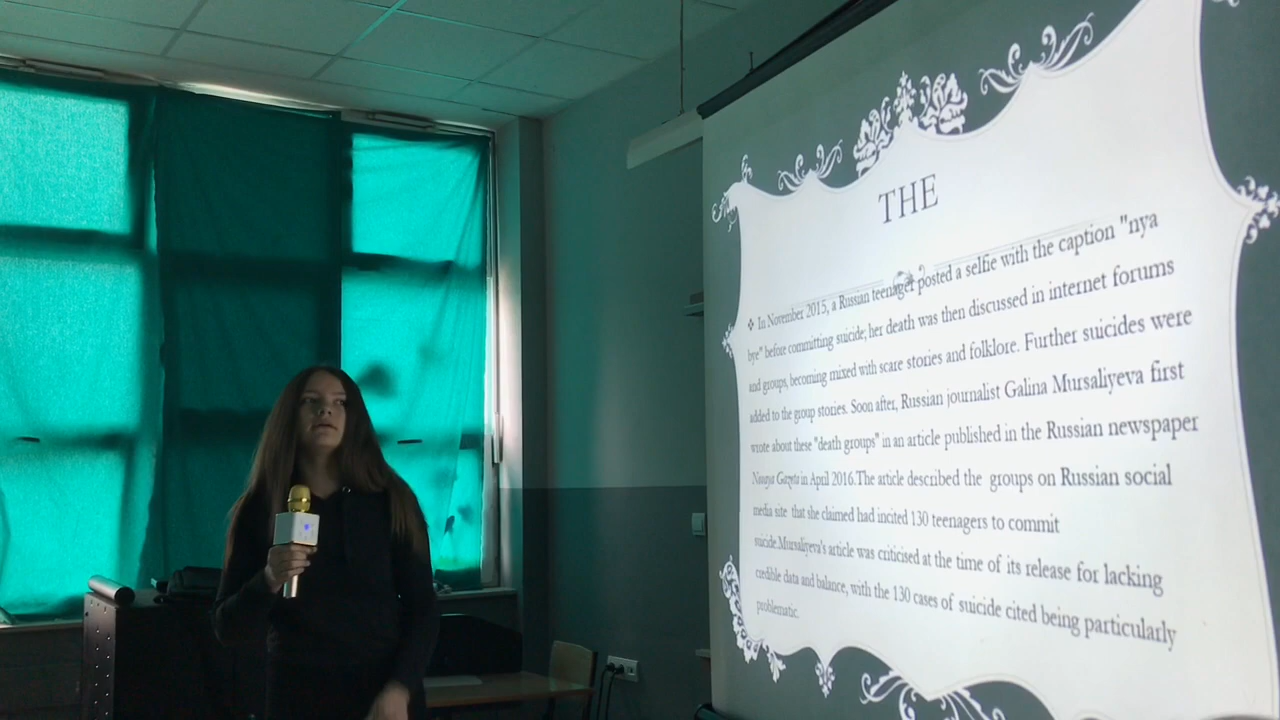 THE
❖ In November 2015, a Russian teenager posted a selfie with the caption "nya
bye" before committing suicide; her death was then discussed in internet forums
and groups, becoming mixed with scare stories and folklore. Further suicides were
added to the group stories. Soon after, Russian journalist Galina Mursaliyeva first
wrote about these "death groups" in an article published in the Russian newspaper
Novaya Gazeta in April 2016.The article described the groups on Russian social
media site that she claimed had incited 130 teenagers to commit
suicide.Mursaliyeva's article was criticised at the time of its release for lacking
credible data and balance, with the 130 cases of suicide cited being particularly
problematic.